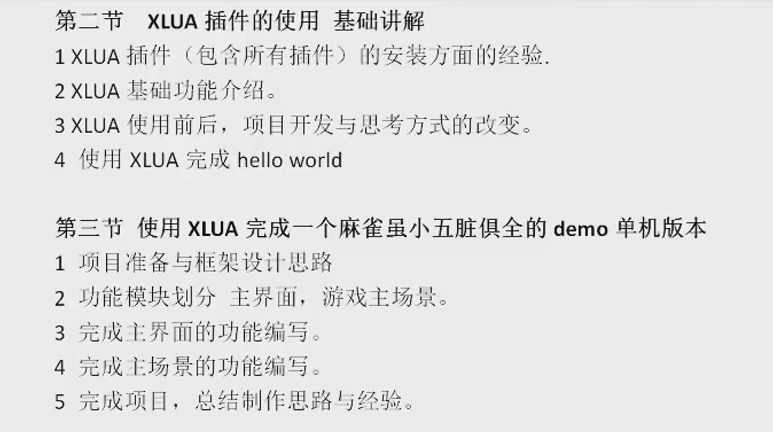 第二节 XLUA 插件的使用 基础讲解
1 XLUA 插件（包含所有插件）的安装方面的经验.
2 XLUA 基础功能介绍。
3 XLUA 使用前后，项目开发与思考方式的改变。
4 使用 XLUA 完成 hello world
第三节 使用 XLUA 完成一个麻雀虽小五脏俱全的 demo 单机版本
1 项目准备与框架设计思路
2 功能模块划分 主界面，游戏主场景。
3 完成主界面的功能编写。
4 完成主场景的功能编写。
5 完成项目，总结制作思路与经验。